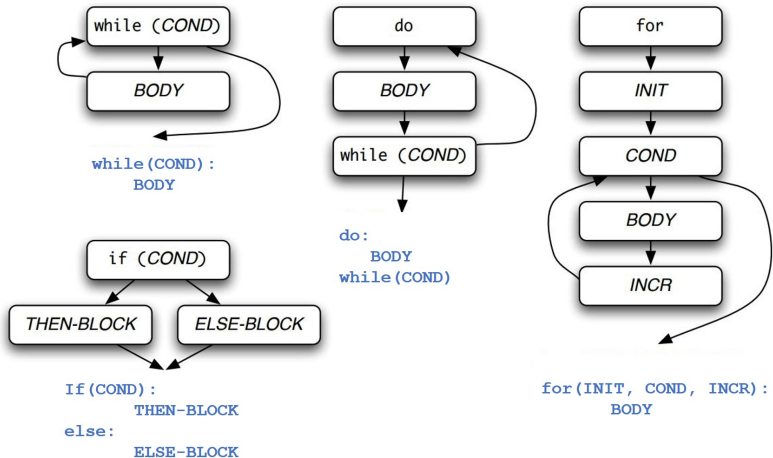 while (COND)
BODY
while(COND):
BODY
do
BODY
while (COND)
do:
BODY
while(COND)
for
INIT
COND
BODY
INCR
for(INIT, COND, INCR):
BODY
if (COND)
THEN-BLOCK
ELSE-BLOCK
If(COND):
THEN-BLOCK
else:
ELSE-BLOCK